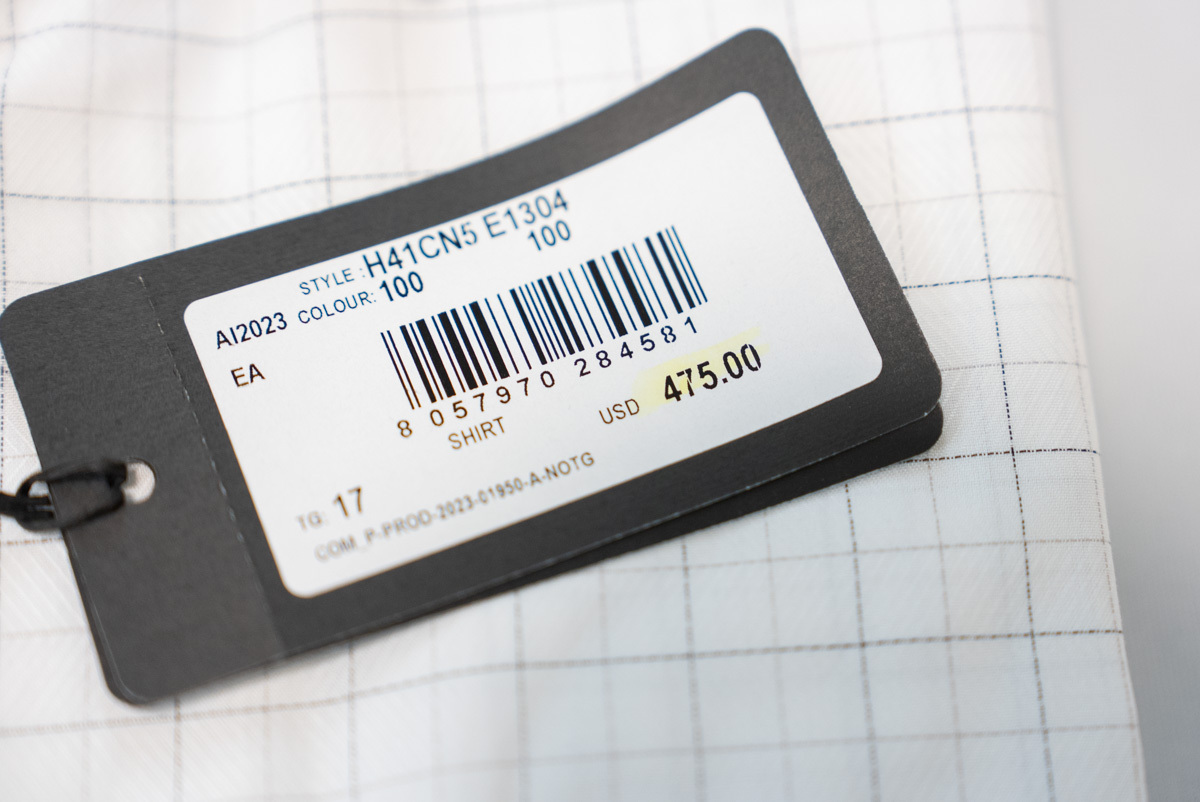 STYLE : H41CN5 E1304
AI2023 COLOUR: 100 100
EA
8 057970 284581
SHIRT USD 475.00
TG: 17
COM_P-PROD-2023-01950-A-NOTG